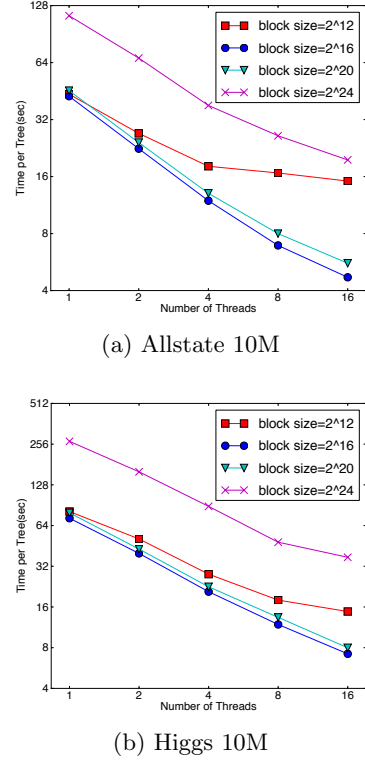 128
64
32
16
8
4
Time per Tree(sec)
block size=2^12
block size=2^16
block size=2^20
block size=2^24
1 2 4 8 16
Number of Threads
(a) Allstate 10M
512
256
128
64
32
16
8
4
Time per Tree(sec)
block size=2^12
block size=2^16
block size=2^20
block size=2^24
1 2 4 8 16
Number of Threads
(b) Higgs 10M